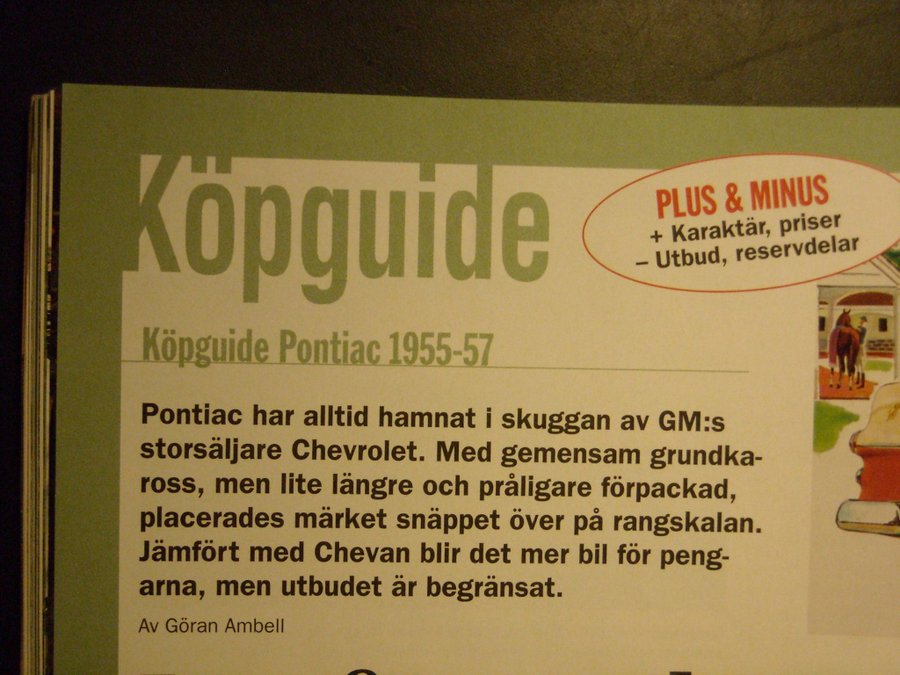 Köpguide
PLUS & MINUS
+ Karaktär, priser
– Utbud, reservdelar
Köpguide Pontiac 1955-57
Pontiac har alltid hamnat i skuggan av GM:s
storsäljare Chevrolet. Med gemensam grundka-
ross, men lite längre och pråligare förpackad,
placerades märket snäppet över på rangskalan.
Jämfört med Chevan blir det mer bil för peng-
arna, men utbudet är begränsat.
Av Göran Ambell